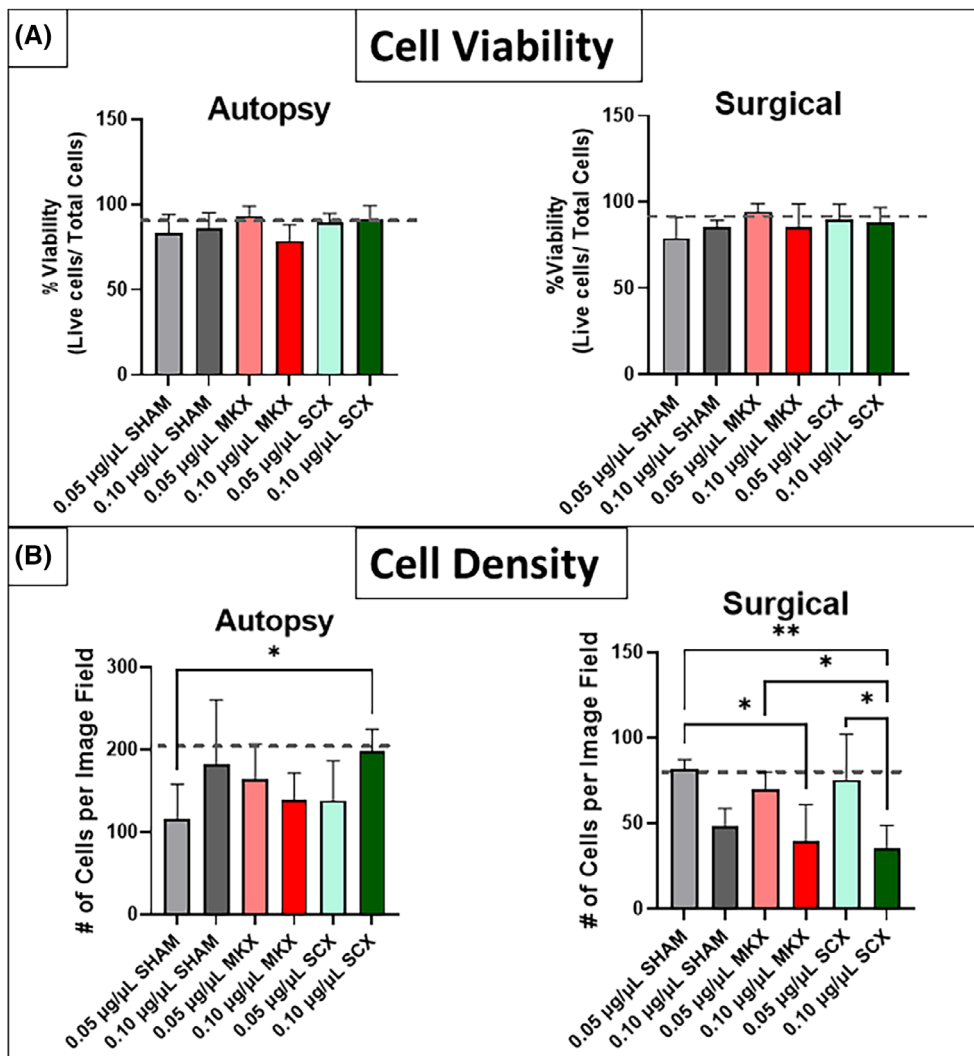 (A)
Cell Viability
Autopsy
%Viability
(Live cells/ Total Cells)
150
100
50
0
0.05 µg/µL SHAM
0.10 µg/µL SHAM
0.05 µg/µL MKX
0.10 µg/µL MKX
0.05 µg/µL SCX
0.10 µg/µL SCX
Surgical
%Viability
(Live cells/ Total Cells)
150
100
50
0
0.05 µg/µL SHAM
0.10 µg/µL SHAM
0.05 µg/µL MKX
0.10 µg/µL MKX
0.05 µg/µL SCX
0.10 µg/µL SCX
(B)
Cell Density
Autopsy
# of Cells per Image Field
300
200
100
0
*
0.05 µg/µL SHAM
0.10 µg/µL SHAM
0.05 µg/µL MKX
0.10 µg/µL MKX
0.05 µg/µL SCX
0.10 µg/µL SCX
Surgical
# of Cells per Image Field
150
100
50
0
**
*
*
*
0.05 µg/µL SHAM
0.10 µg/µL SHAM
0.05 µg/µL MKX
0.10 µg/µL MKX
0.05 µg/µL SCX
0.10 µg/µL SCX